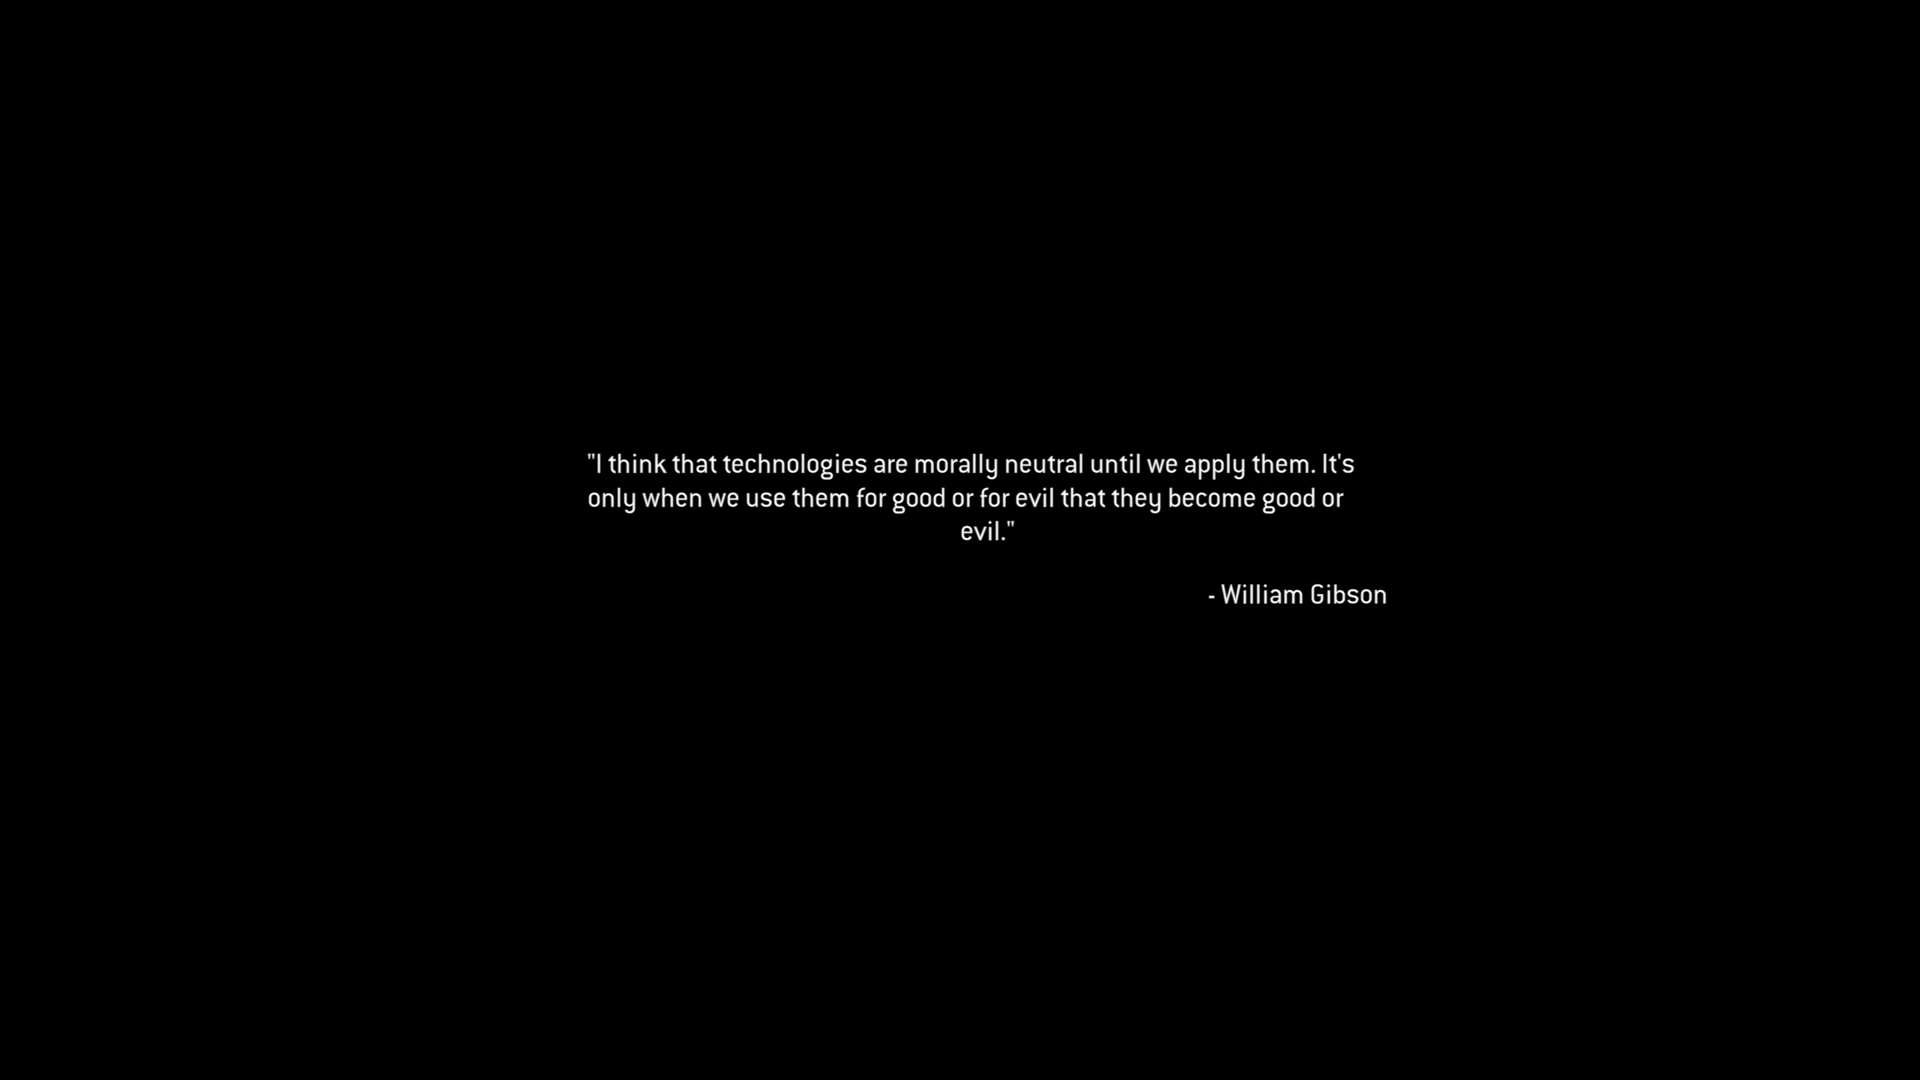 "I think that technologies are morally neutral until we apply them. It's
only when we use them for good or for evil that they become good or
evil."
- William Gibson